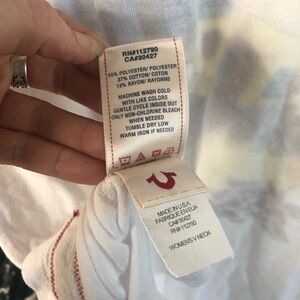 RN#112790
CA#30427
50% POLYESTER/ POLYESTER
37% COTTON/ COTON
13% RAYON/ RAYONNE
MACHINE WASH COLD
WITH LIKE COLORS
GENTLE CYCLE INSIDE OUT
ONLY NON-CHLORINE BLEACH
WHEN NEEDED
TUMBLE DRY LOW
WARM IRON IF NEEDED
MADE IN U.S.A
FABRIQUE EN EUA
CA#30427
RN# 112790
WOMEN'S V NECK